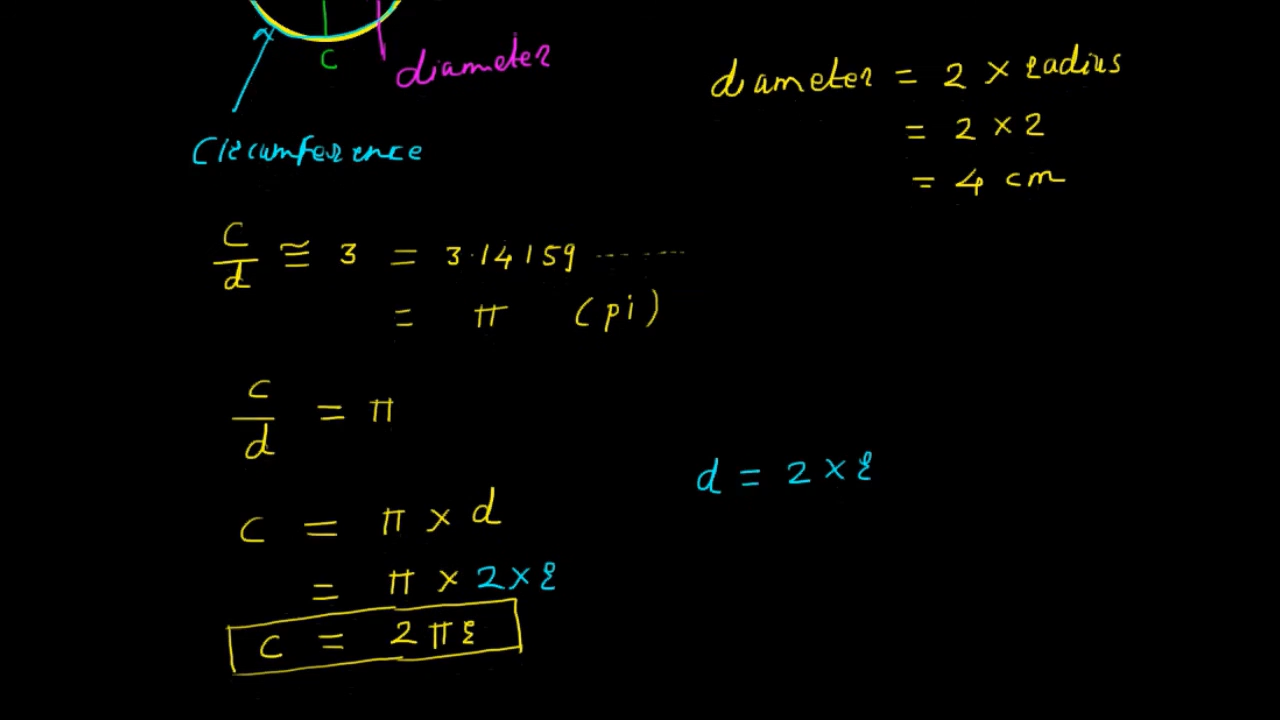 C
diameter
Circumference
diameter = 2 × radius
= 2 × 2
= 4 cm
C/d ≅ 3 = 3.14159 ........
= π (pi)
C/d = π
d = 2 × r
C = π × d
= π × 2 × r
C = 2πr